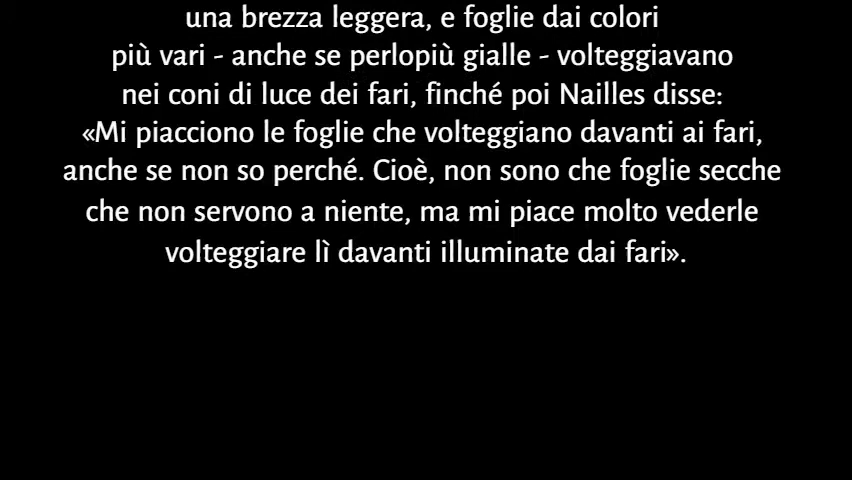 una brezza leggera, e foglie dai colori
più vari - anche se perlopiù gialle - volteggiavano
nei coni di luce dei fari, finché poi Nailles disse:
«Mi piacciono le foglie che volteggiano davanti ai fari,
anche se non so perché. Cioè, non sono che foglie secche
che non servono a niente, ma mi piace molto vederle
volteggiare lì davanti illuminate dai fari».